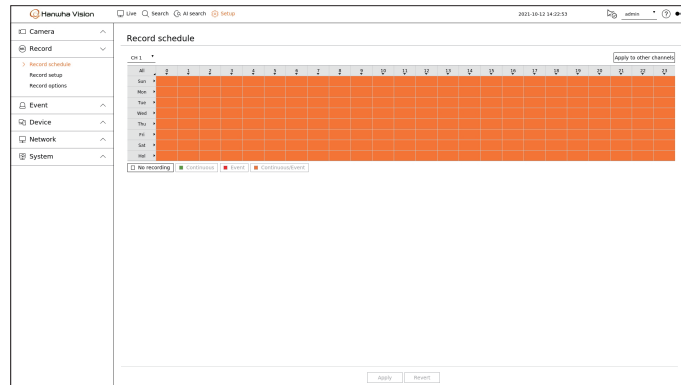 Hanwha Vision
Live Search AI search Setup 2021-10-12 14:22:53 admin ?
Camera
Record
Record schedule
Record setup
Record options
Event
Device
Network
System
Record schedule
CH 1 Apply to other channels
All 0 1 2 3 4 5 6 7 8 9 10 11 12 13 14 15 16 17 18 19 20 21 22 23
Sun
Mon
Tue
Wed
Thu
Fri
Sat
Hol
No recording Continuous Event Continuous/Event
Apply Revert